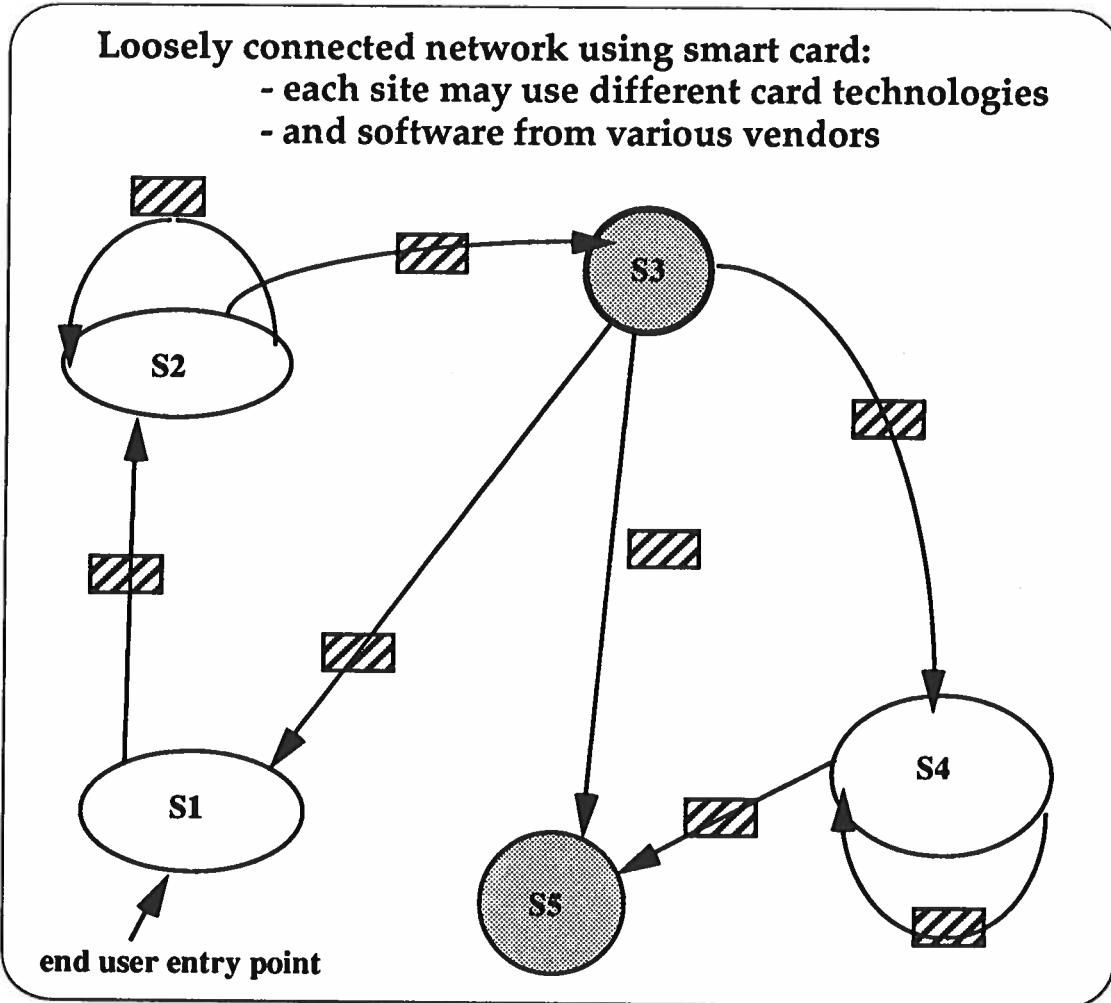 Loosely connected network using smart card:
- each site may use different card technologies
- and software from various vendors
S3
S2
S4
S1
S5
end user entry point